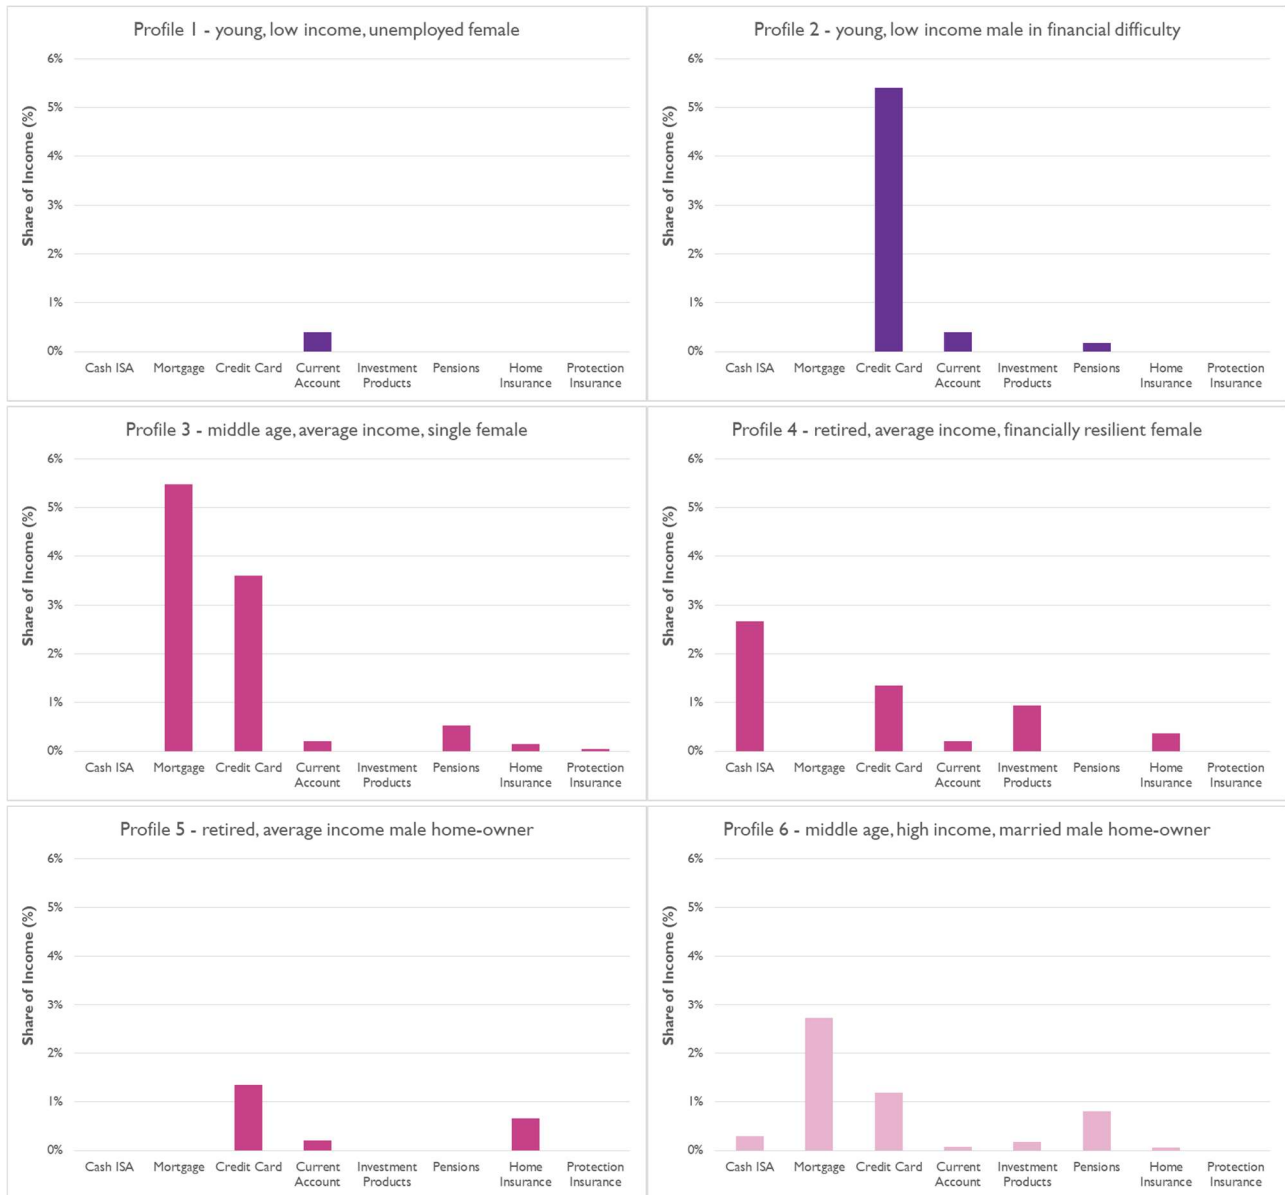 Profile 1 - young, low income, unemployed female
Share of Income (%)
6%
5%
4%
3%
2%
1%
0%
Cash ISA Mortgage Credit Card Current Investment Pensions Home Protection
Account Products Insurance Insurance
Profile 2 - young, low income male in financial difficulty
Share of Income (%)
6%
5%
4%
3%
2%
1%
0%
Cash ISA Mortgage Credit Card Current Investment Pensions Home Protection
Account Products Insurance Insurance
Profile 3 - middle age, average income, single female
Share of Income (%)
6%
5%
4%
3%
2%
1%
0%
Cash ISA Mortgage Credit Card Current Investment Pensions Home Protection
Account Products Insurance Insurance
Profile 4 - retired, average income, financially resilient female
Share of Income (%)
6%
5%
4%
3%
2%
1%
0%
Cash ISA Mortgage Credit Card Current Investment Pensions Home Protection
Account Products Insurance Insurance
Profile 5 - retired, average income male home-owner
Share of Income (%)
6%
5%
4%
3%
2%
1%
0%
Cash ISA Mortgage Credit Card Current Investment Pensions Home Protection
Account Products Insurance Insurance
Profile 6 - middle age, high income, married male home-owner
Share of Income (%)
6%
5%
4%
3%
2%
1%
0%
Cash ISA Mortgage Credit Card Current Investment Pensions Home Protection
Account Products Insurance Insurance